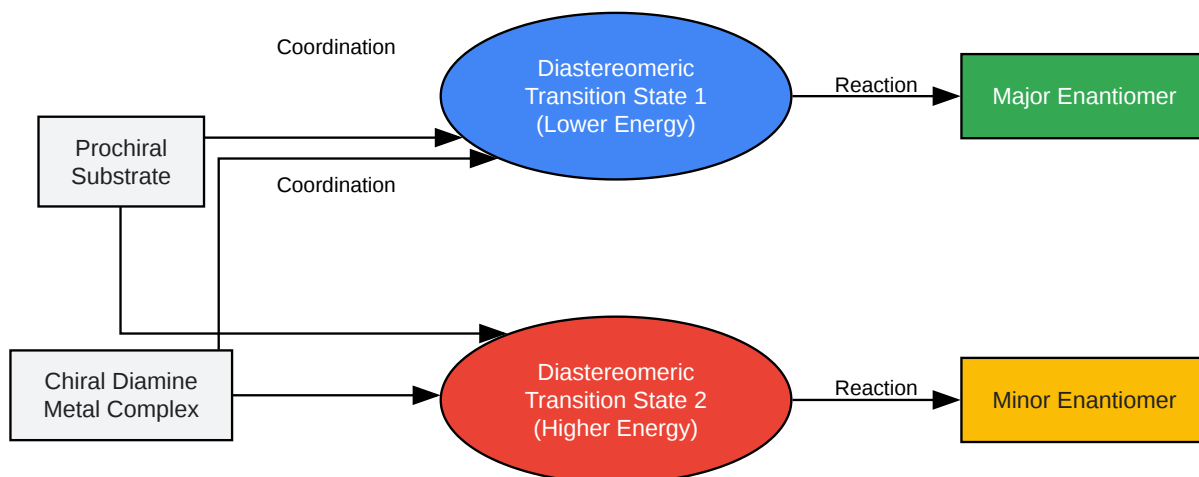 Coordination
Diastereomeric
Transition State 1
(Lower Energy)
Reaction
Major Enantiomer
Prochiral
Substrate
Coordination
Chiral Diamine
Metal Complex
Diastereomeric
Transition State 2
(Higher Energy)
Reaction
Minor Enantiomer